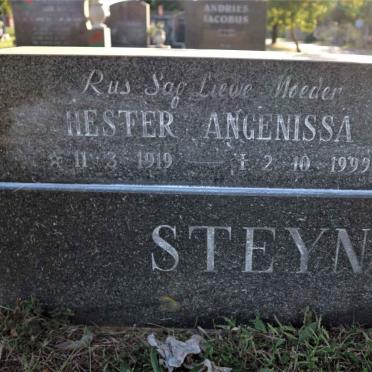 ANDRIES
JACOBUS
Rus Sag Liewe Moeder
HESTER ANGENISSA
* 11·3·1919 — † 2·10·1999
STEYN